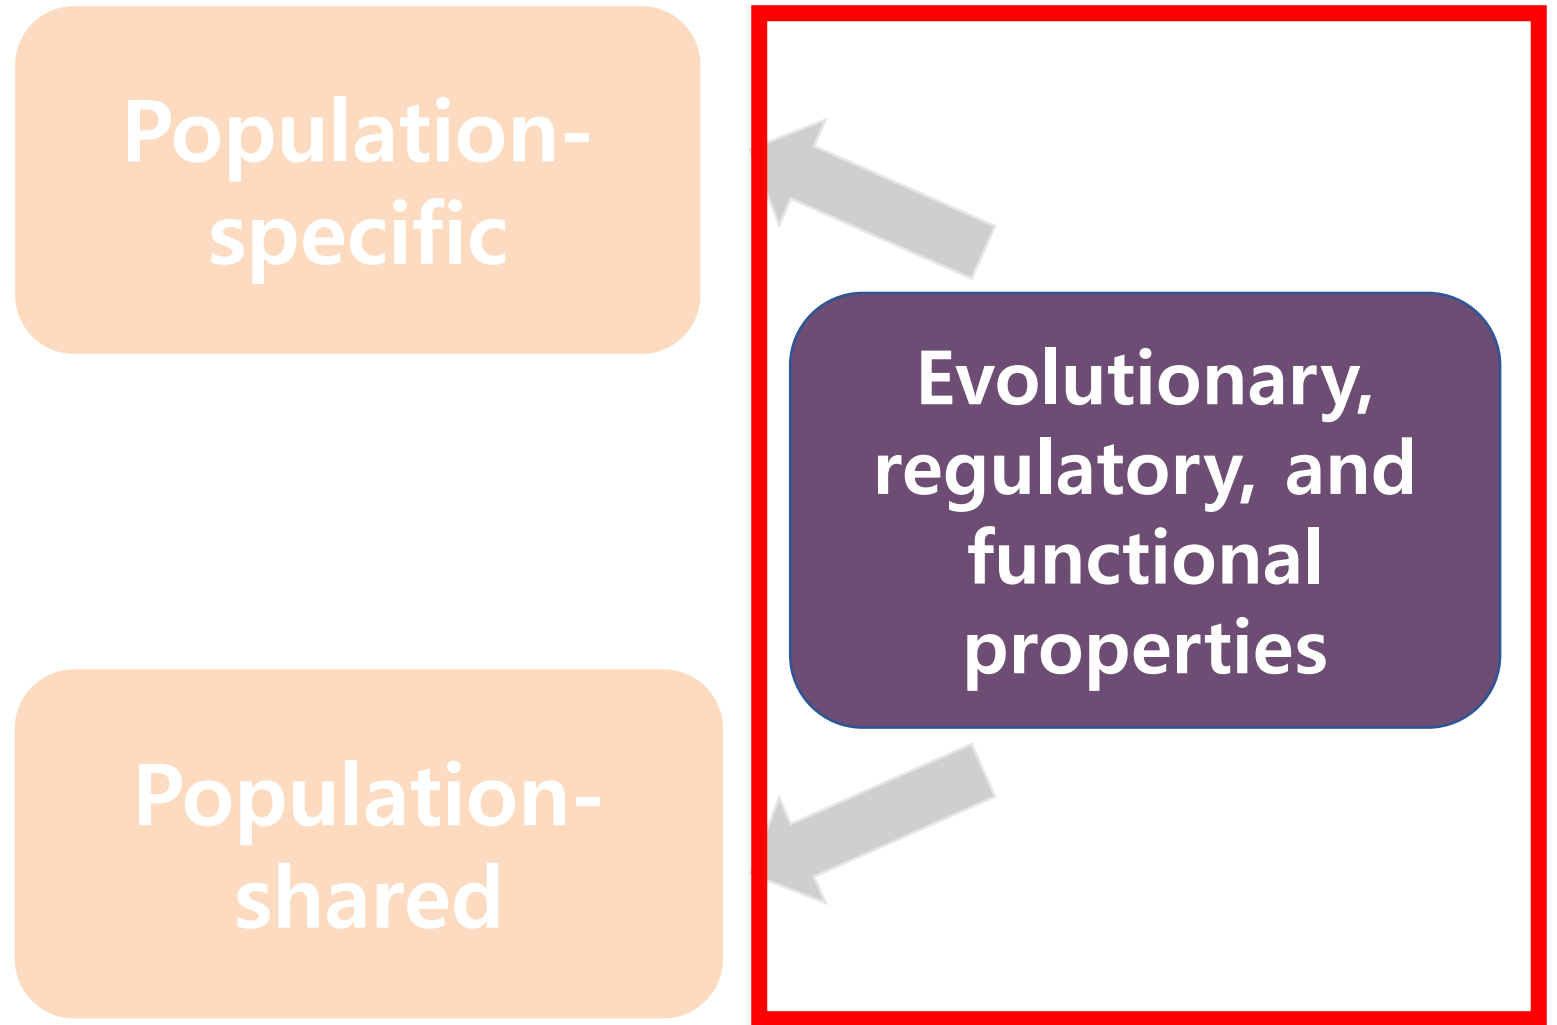 Population-
specific
Evolutionary,
regulatory, and
functional
properties
Population-
shared